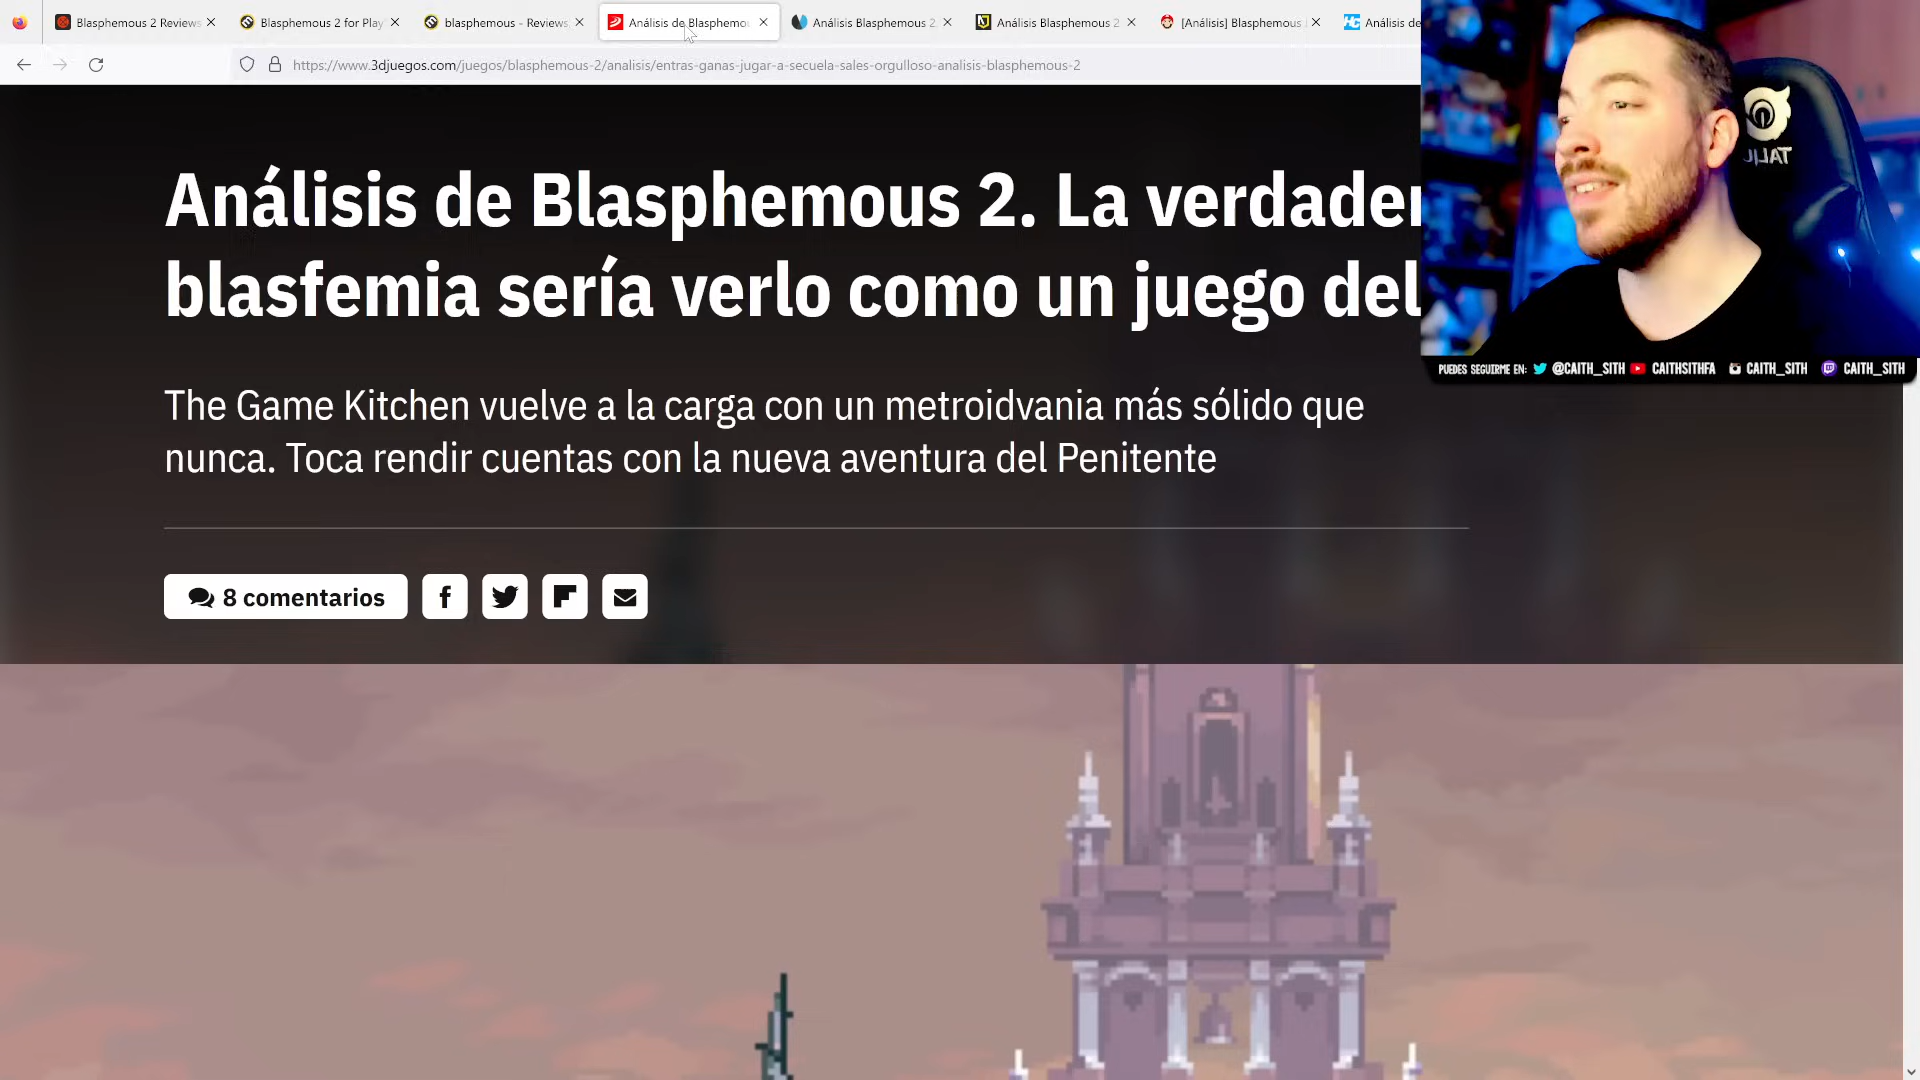 Blasphemous 2 Reviews
Blasphemous 2 for Play
blasphemous - Reviews
Análisis de Blasphemo
Análisis Blasphemous 2
Análisis Blasphemous 2
[Análisis] Blasphemous
Análisis de
https://www.3djuegos.com/juegos/blasphemous-2/analisis/entras-ganas-jugar-a-secuela-sales-orgulloso-analisis-blasphemous-2
Análisis de Blasphemous 2. La verdader
blasfemia sería verlo como un juego del
The Game Kitchen vuelve a la carga con un metroidvania más sólido que
nunca. Toca rendir cuentas con la nueva aventura del Penitente
8 comentarios
PUEDES SEGUIRME EN: @CAITH_SITH CAITHSITHFA CAITH_SITH CAITH_SITH